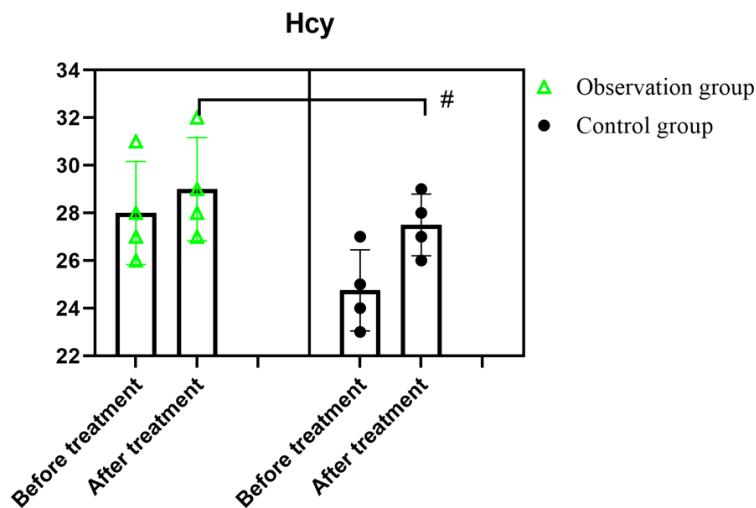 Hcy
34
32
30
28
26
24
22
#
Observation group
Control group
Before treatment
After treatment
Before treatment
After treatment